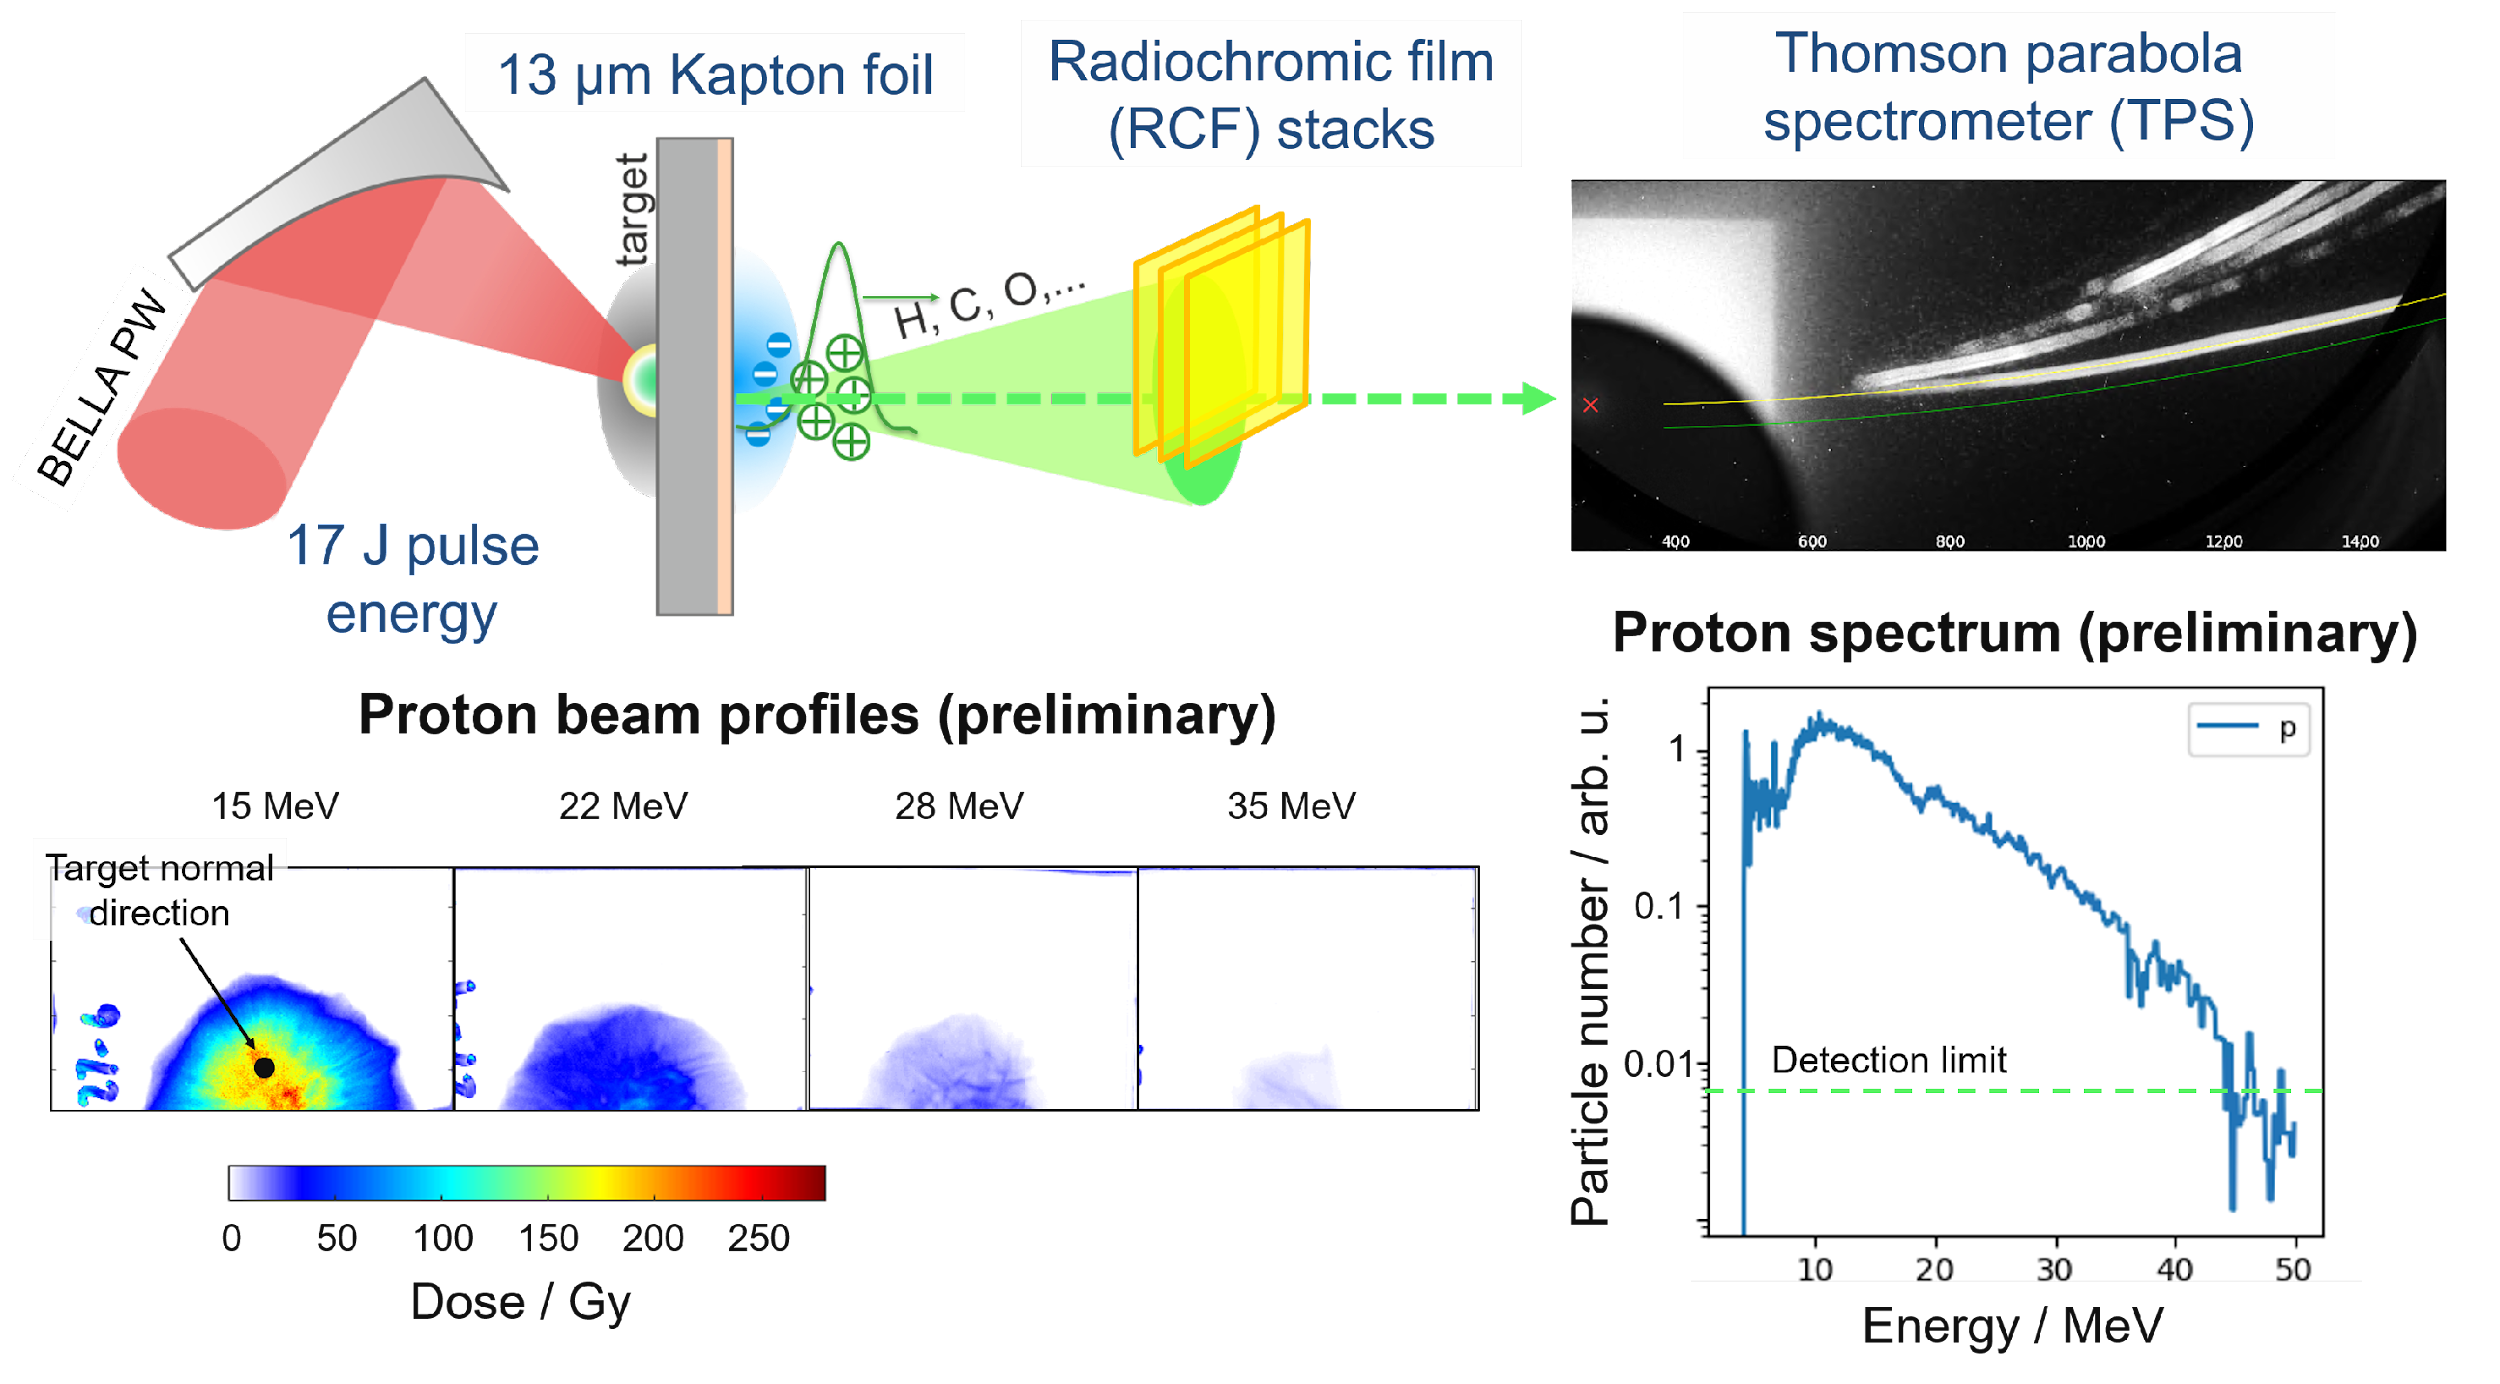 13 µm Kapton foil
Radiochromic film
(RCF) stacks
Thomson parabola
spectrometer (TPS)
target
BELLA PW
H, C, O,...
17 J pulse
energy
400 600 800 1000 1200 1400
Proton beam profiles (preliminary)
15 MeV 22 MeV 28 MeV 35 MeV
Target normal
direction
0 50 100 150 200 250
Dose / Gy
Proton spectrum (preliminary)
p
Particle number / arb. u.
1
0.1
0.01
Detection limit
10 20 30 40 50
Energy / MeV